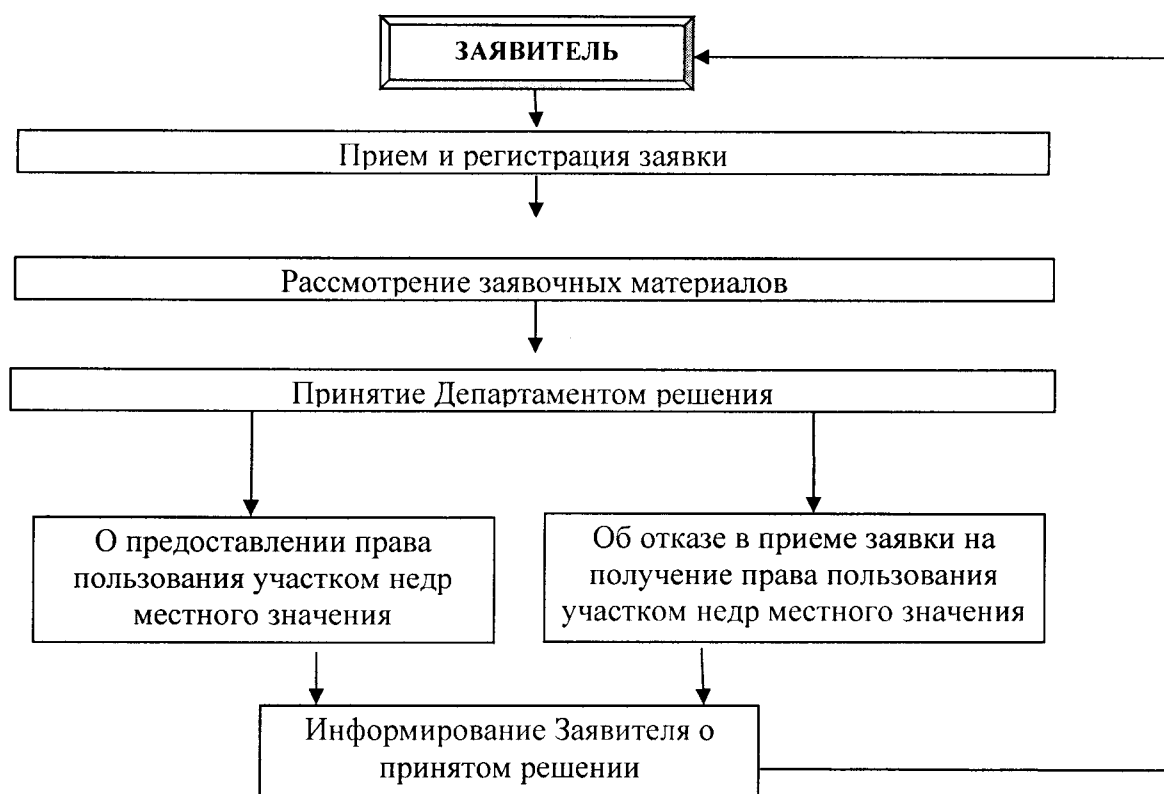 ЗАЯВИТЕЛЬ
Прием и регистрация заявки
Рассмотрение заявочных материалов
Принятие Департаментом решения
О предоставлении права
пользования участком недр
местного значения
Об отказе в приеме заявки на
получение права пользования
участком недр местного значения
Информирование Заявителя о
принятом решении